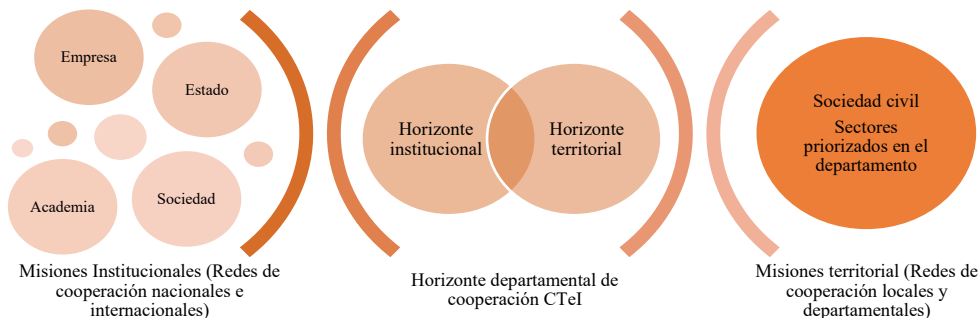 Empresa
Estado
Academia
Sociedad
Misiones Institucionales (Redes de
cooperación nacionales e
internacionales)
Horizonte
institucional
Horizonte
territorial
Horizonte departamental de
cooperación CTeI
Sociedad civil
Sectores
priorizados en el
departamento
Misiones territorial (Redes de
cooperación locales y
departamentales)